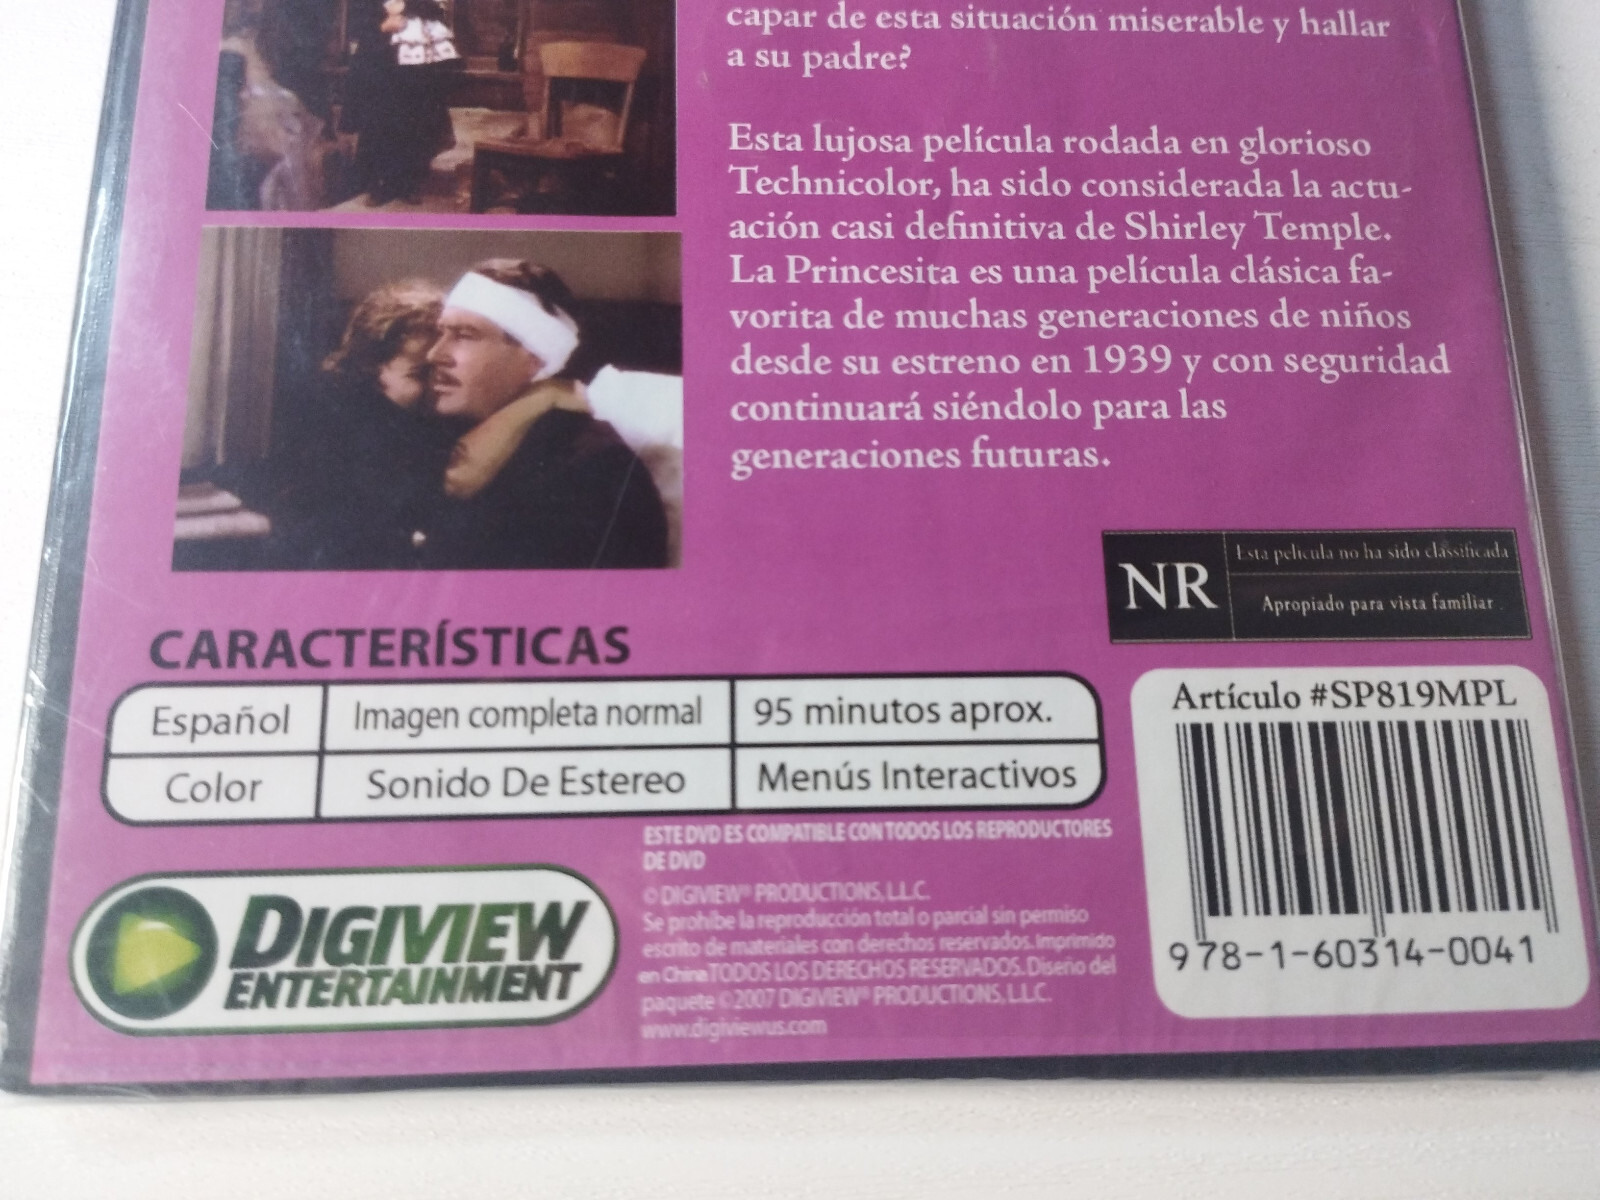 capar de esta situación miserable y hallar
a su padre?
Esta lujosa película rodada en glorioso
Technicolor, ha sido considerada la actu-
ación casi definitiva de Shirley Temple.
La Princesita es una película clásica fa-
vorita de muchas generaciones de niños
desde su estreno en 1939 y con seguridad
continuará siéndolo para las
generaciones futuras.
NR
Esta película no ha sido clasificada
Apropiado para vista familiar
CARACTERÍSTICAS
Español
Imagen completa normal
95 minutos aprox.
Color
Sonido De Estereo
Menús Interactivos
Artículo #SP819MPL
9 78-1-60314-0041
ESTE DVD ES COMPATIBLE CON TODOS LOS REPRODUCTORES
DE DVD
© DIGIVIEW® PRODUCTIONS, L.L.C.
Se prohibe la reproducción total o parcial sin permiso
escrito de materiales con derechos reservados. Imprimido
en China TODOS LOS DERECHOS RESERVADOS. Diseño del
paquete © 2007 DIGIVIEW® PRODUCTIONS, L.L.C.
www.digiviewus.com
DIGIVIEW
ENTERTAINMENT